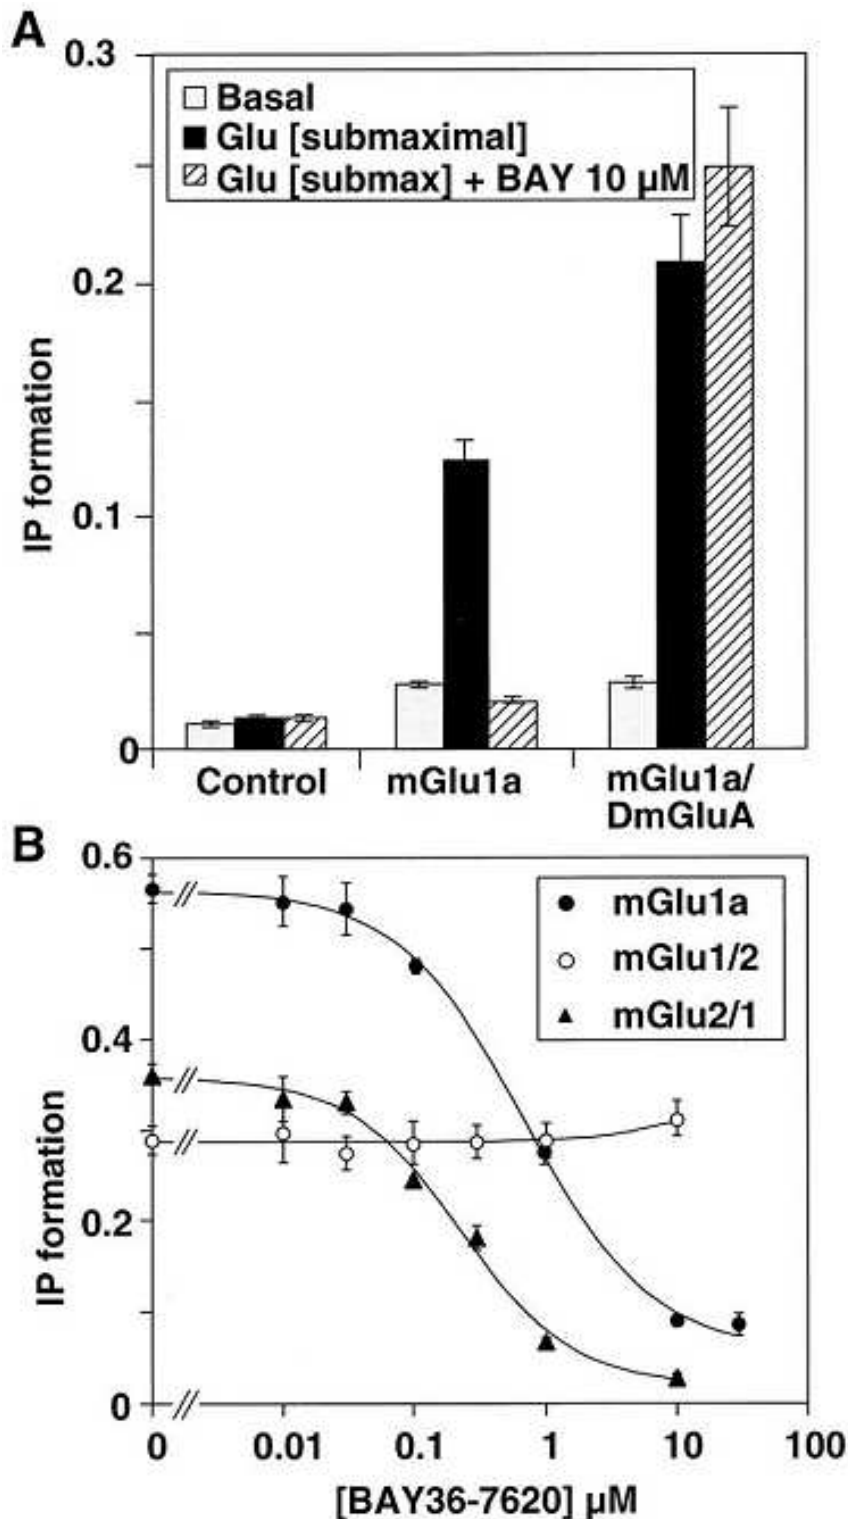 A
0.3
Basal
Glu [submaximal]
Glu [submax] + BAY 10 µM
0.2
IP formation
0.1
0
Control
mGlu1a
mGlu1a/
DmGluA
B
0.6
mGlu1a
mGlu1/2
mGlu2/1
0.4
IP formation
0.2
0
0 0.01 0.1 1 10 100
[BAY36-7620] µM